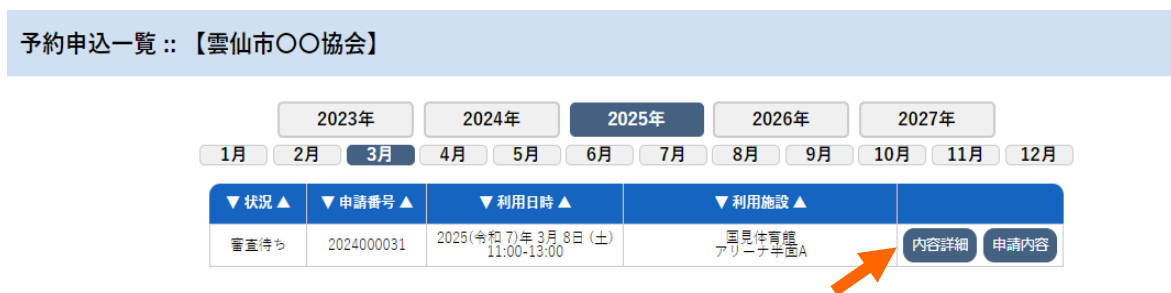 予約申込一覧 :: 【雲仙市〇〇協会】
2023年 2024年 2025年 2026年 2027年
1月 2月 3月 4月 5月 6月 7月 8月 9月 10月 11月 12月
▼ 状況 ▲ ▼ 申請番号 ▲ ▼ 利用日時 ▲ ▼ 利用施設 ▲
審査待ち 2024000031 2025(令和 7)年 3月 8日 (土) 国見体育館 内容詳細 申請内容
11:00-13:00 アリーナ半面A